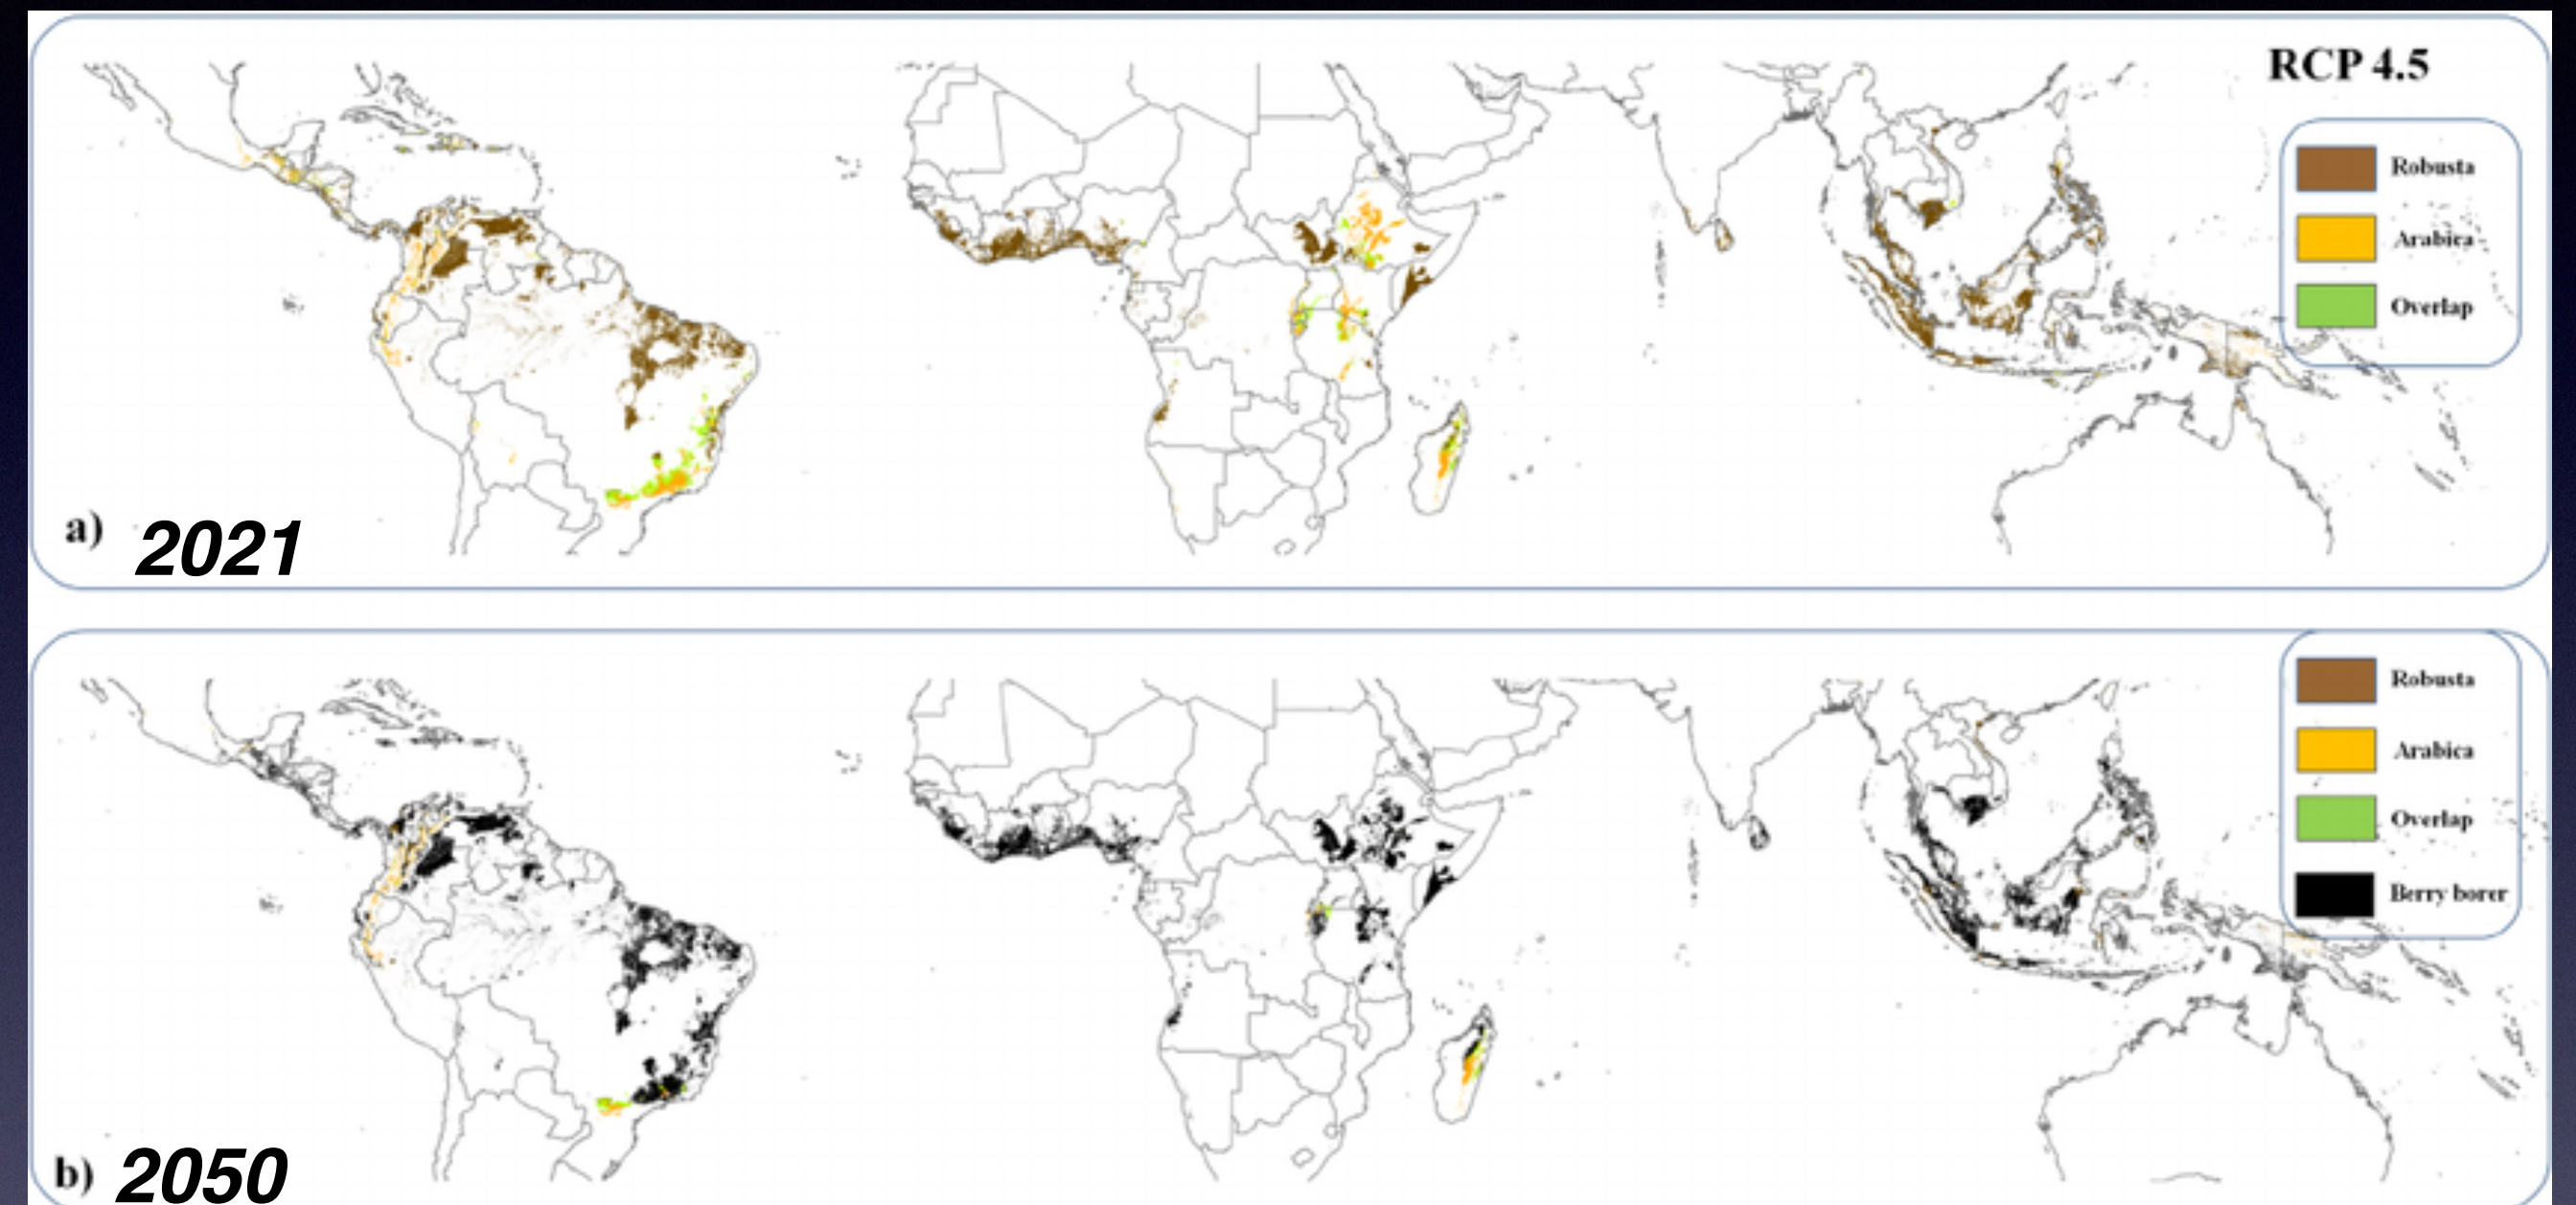 RCP 4.5
Robusta
Arabica
Overlap
a) 2021
Robusta
Arabica
Overlap
Berry borer
b) 2050